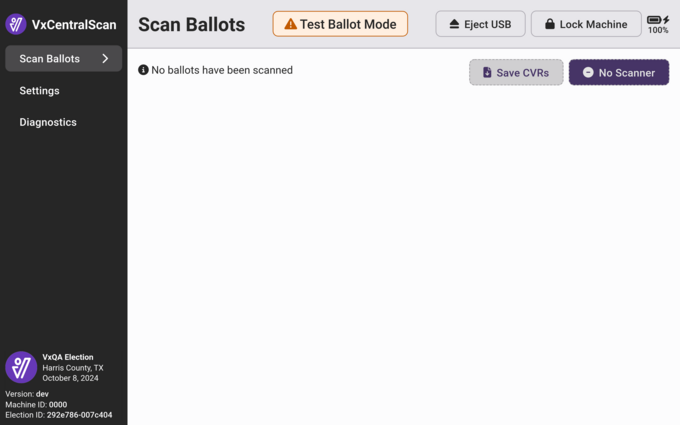 VxCentralScan
Scan Ballots
Settings
Diagnostics
VxQA Election
Harris County, TX
October 8, 2024
Version: dev
Machine ID: 0000
Election ID: 292e786-007c404
Scan Ballots
Test Ballot Mode
Eject USB
Lock Machine
100%
No ballots have been scanned
Save CVRs
No Scanner